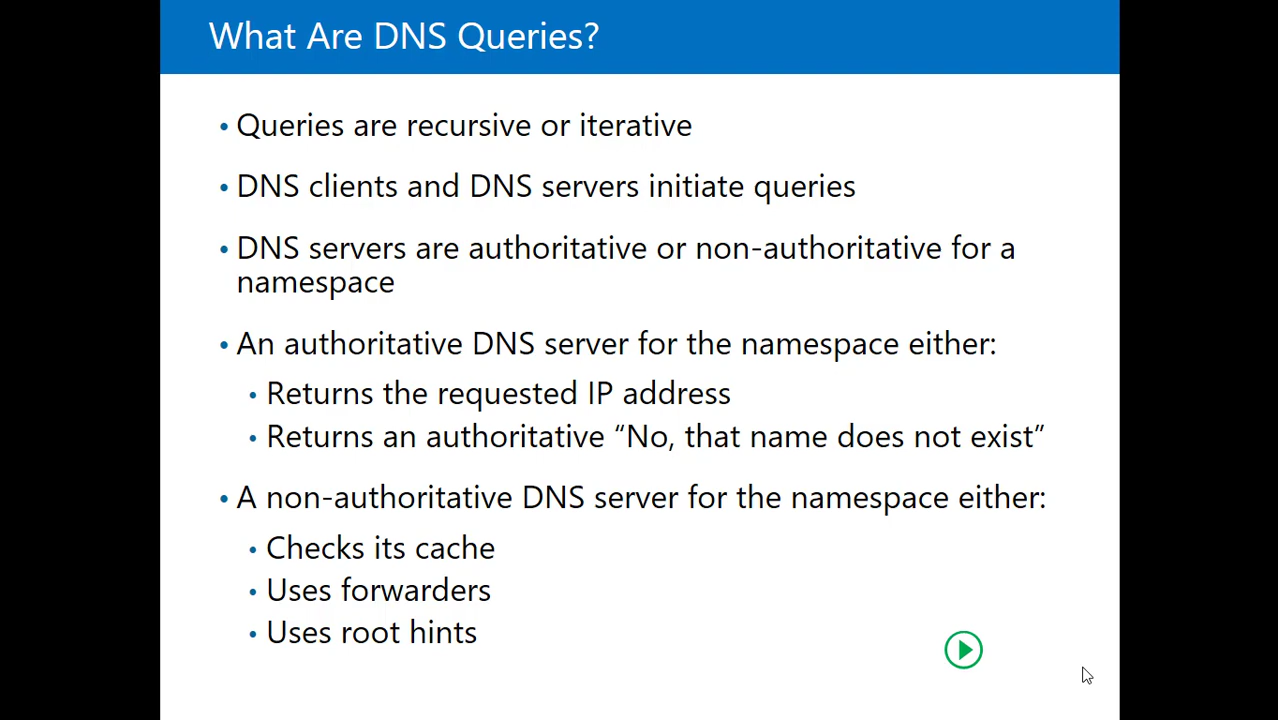 What Are DNS Queries?
• Queries are recursive or iterative
• DNS clients and DNS servers initiate queries
• DNS servers are authoritative or non-authoritative for a
namespace
• An authoritative DNS server for the namespace either:
• Returns the requested IP address
• Returns an authoritative “No, that name does not exist”
• A non-authoritative DNS server for the namespace either:
• Checks its cache
• Uses forwarders
• Uses root hints